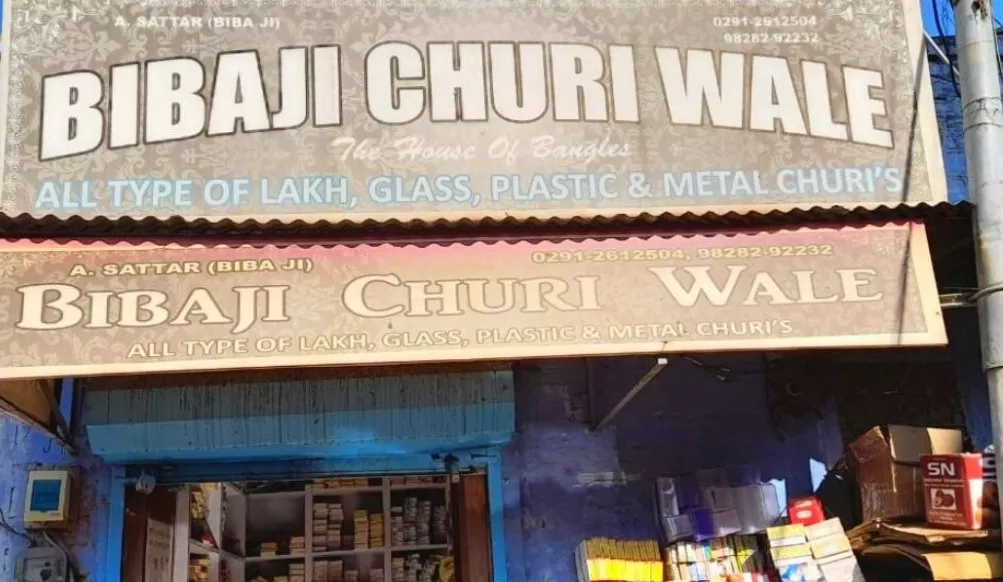 A. SATTAR (BIBA JI)
0291-2612504
98282-92232
BIBAJI CHURI WALE
The House Of Bangles
ALL TYPE OF LAKH, GLASS, PLASTIC & METAL CHURI'S
A. SATTAR (BIBA JI)
0291-2612504, 98282-92232
BIBAJI CHURI WALE
ALL TYPE OF LAKH, GLASS, PLASTIC & METAL CHURI'S
SN